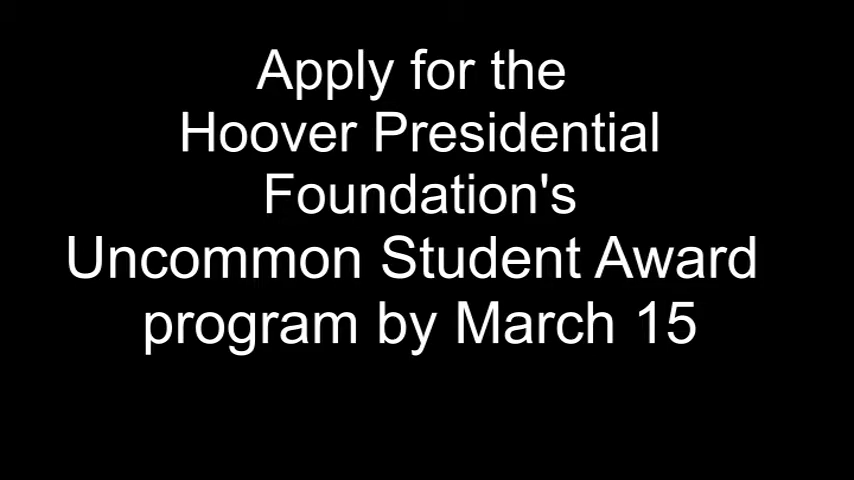 Apply for the
Hoover Presidential
Foundation's
Uncommon Student Award
program by March 15